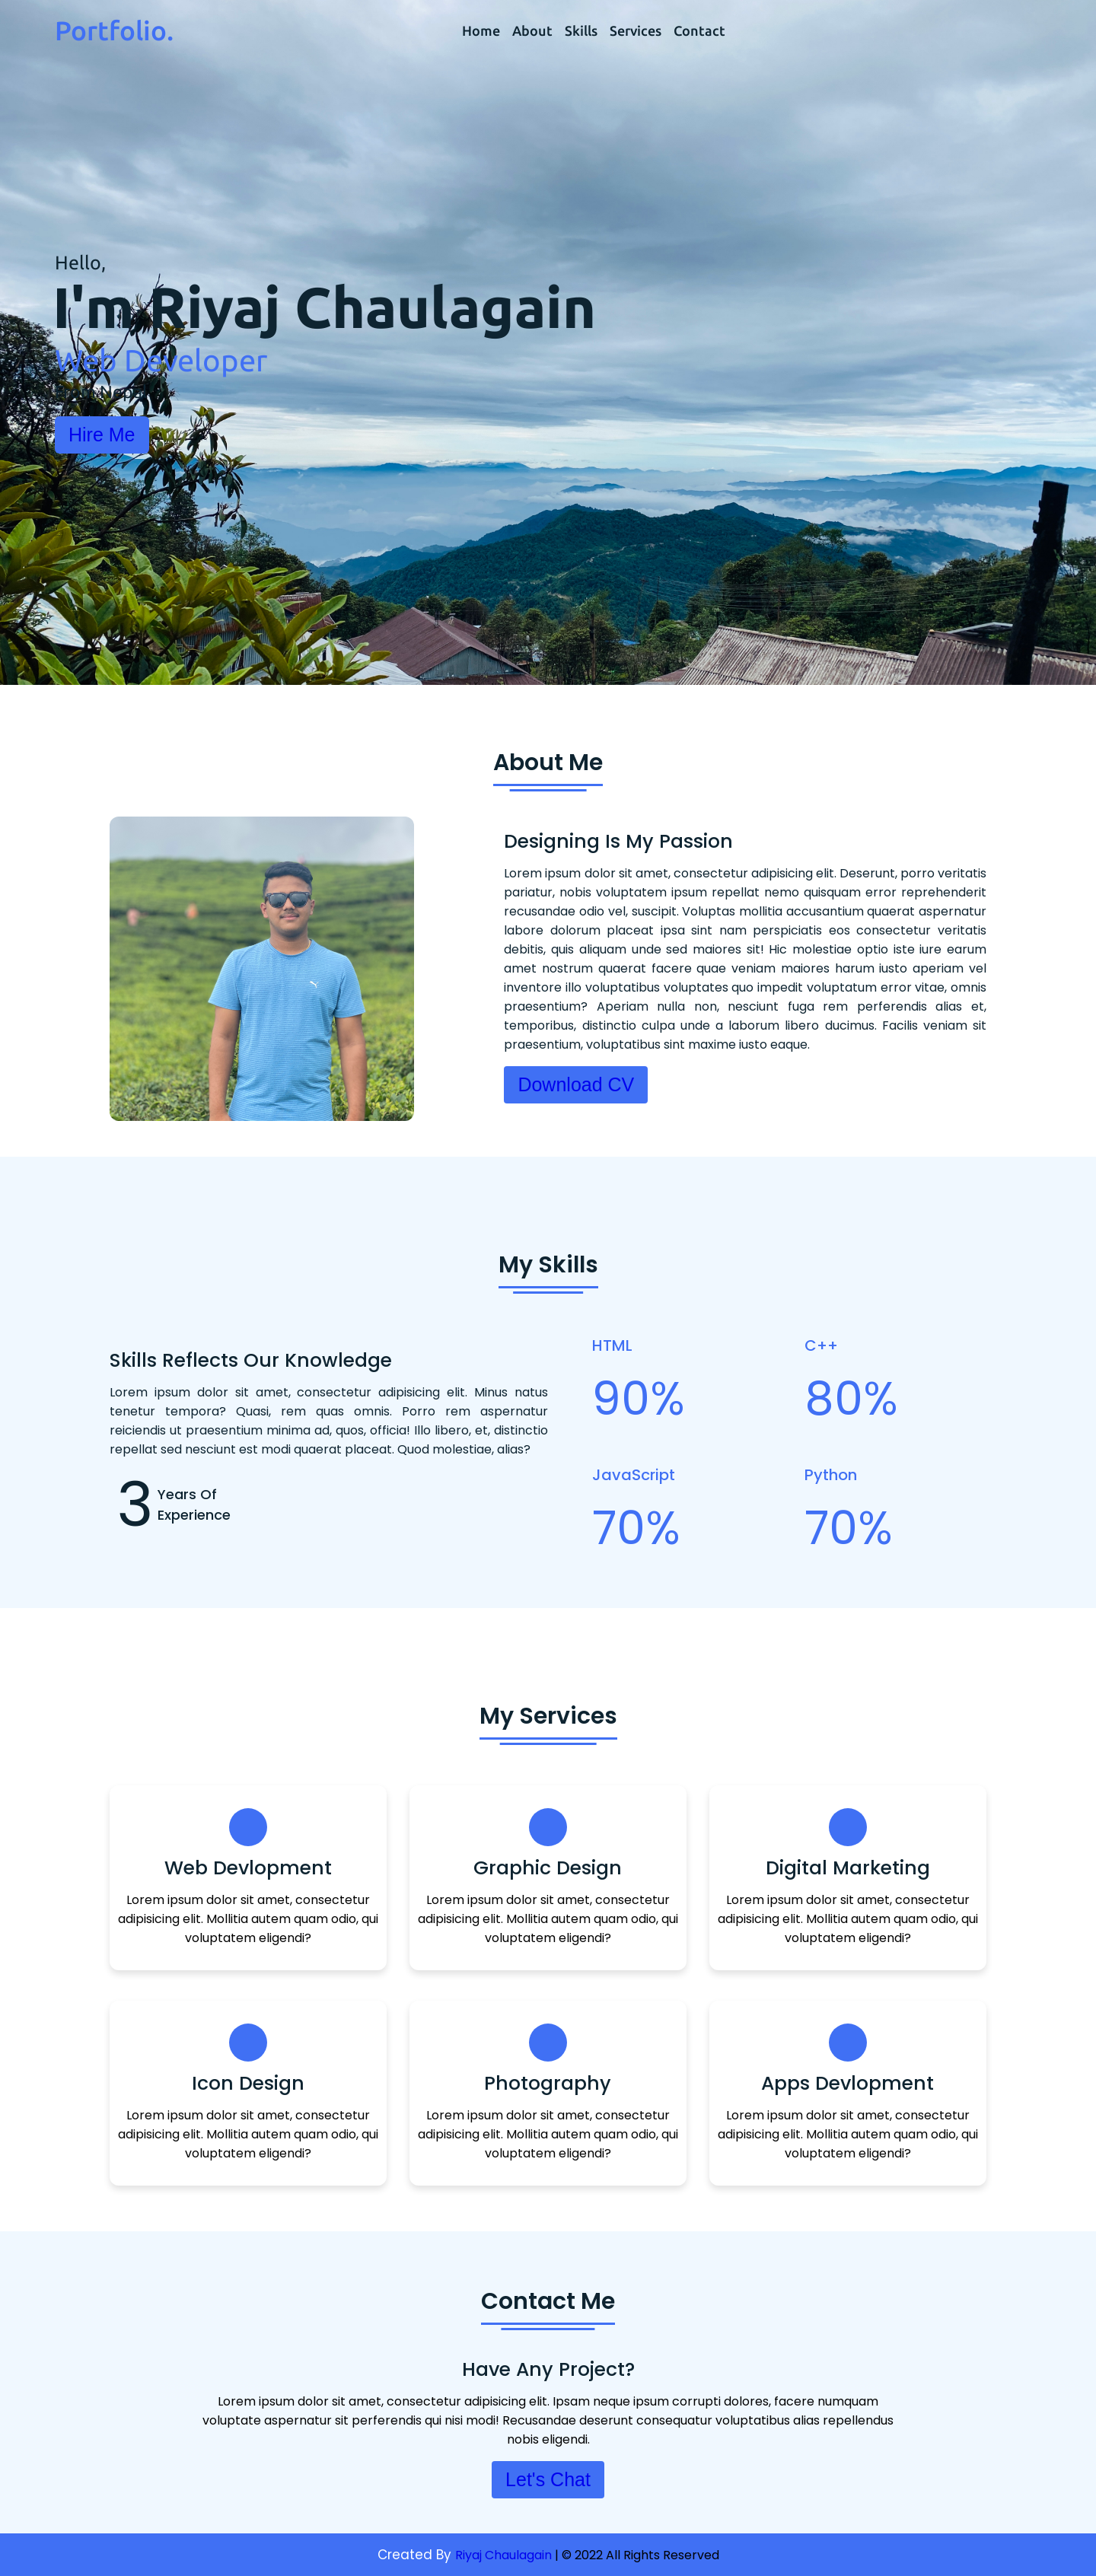 Portfolio.
Home About Skills Services Contact
Hello,
I'm Riyaj Chaulagain
Web Developer
Hire Me
About Me
Designing Is My Passion
Lorem ipsum dolor sit amet, consectetur adipisicing elit. Deserunt, porro veritatis
pariatur, nobis voluptatem ipsum repellat nemo quisquam error reprehenderit
recusandae odio vel, suscipit. Voluptas mollitia accusantium quaerat aspernatur
labore dolorum placeat ipsa sint nam perspiciatis eos consectetur veritatis
debitis, quis aliquam unde sed maiores sit! Hic molestiae optio iste iure earum
amet nostrum quaerat facere quae veniam maiores harum iusto aperiam vel
inventore illo voluptatibus voluptates quo impedit voluptatum error vitae, omnis
praesentium? Aperiam nulla non, nesciunt fuga rem perferendis alias et,
temporibus, distinctio culpa unde a laborum libero ducimus. Facilis veniam sit
praesentium, voluptatibus sint maxime iusto eaque.
Download CV
My Skills
Skills Reflects Our Knowledge
Lorem ipsum dolor sit amet, consectetur adipisicing elit. Minus natus
tenetur tempora? Quasi, rem quas omnis. Porro rem aspernatur
reiciendis ut praesentium minima ad, quos, officia! Illo libero, et, distinctio
repellat sed nesciunt est modi quaerat placeat. Quod molestiae, alias?
3 Years Of
Experience
HTML C++
90% 80%
JavaScript Python
70% 70%
My Services
Web Devlopment
Lorem ipsum dolor sit amet, consectetur
adipisicing elit. Mollitia autem quam odio, qui
voluptatem eligendi?
Graphic Design
Lorem ipsum dolor sit amet, consectetur
adipisicing elit. Mollitia autem quam odio, qui
voluptatem eligendi?
Digital Marketing
Lorem ipsum dolor sit amet, consectetur
adipisicing elit. Mollitia autem quam odio, qui
voluptatem eligendi?
Icon Design
Lorem ipsum dolor sit amet, consectetur
adipisicing elit. Mollitia autem quam odio, qui
voluptatem eligendi?
Photography
Lorem ipsum dolor sit amet, consectetur
adipisicing elit. Mollitia autem quam odio, qui
voluptatem eligendi?
Apps Devlopment
Lorem ipsum dolor sit amet, consectetur
adipisicing elit. Mollitia autem quam odio, qui
voluptatem eligendi?
Contact Me
Have Any Project?
Lorem ipsum dolor sit amet, consectetur adipisicing elit. Ipsam neque ipsum corrupti dolores, facere numquam
voluptate aspernatur sit perferendis qui nisi modi! Recusandae deserunt consequatur voluptatibus alias repellendus
nobis eligendi.
Let's Chat
Created By Riyaj Chaulagain | © 2022 All Rights Reserved